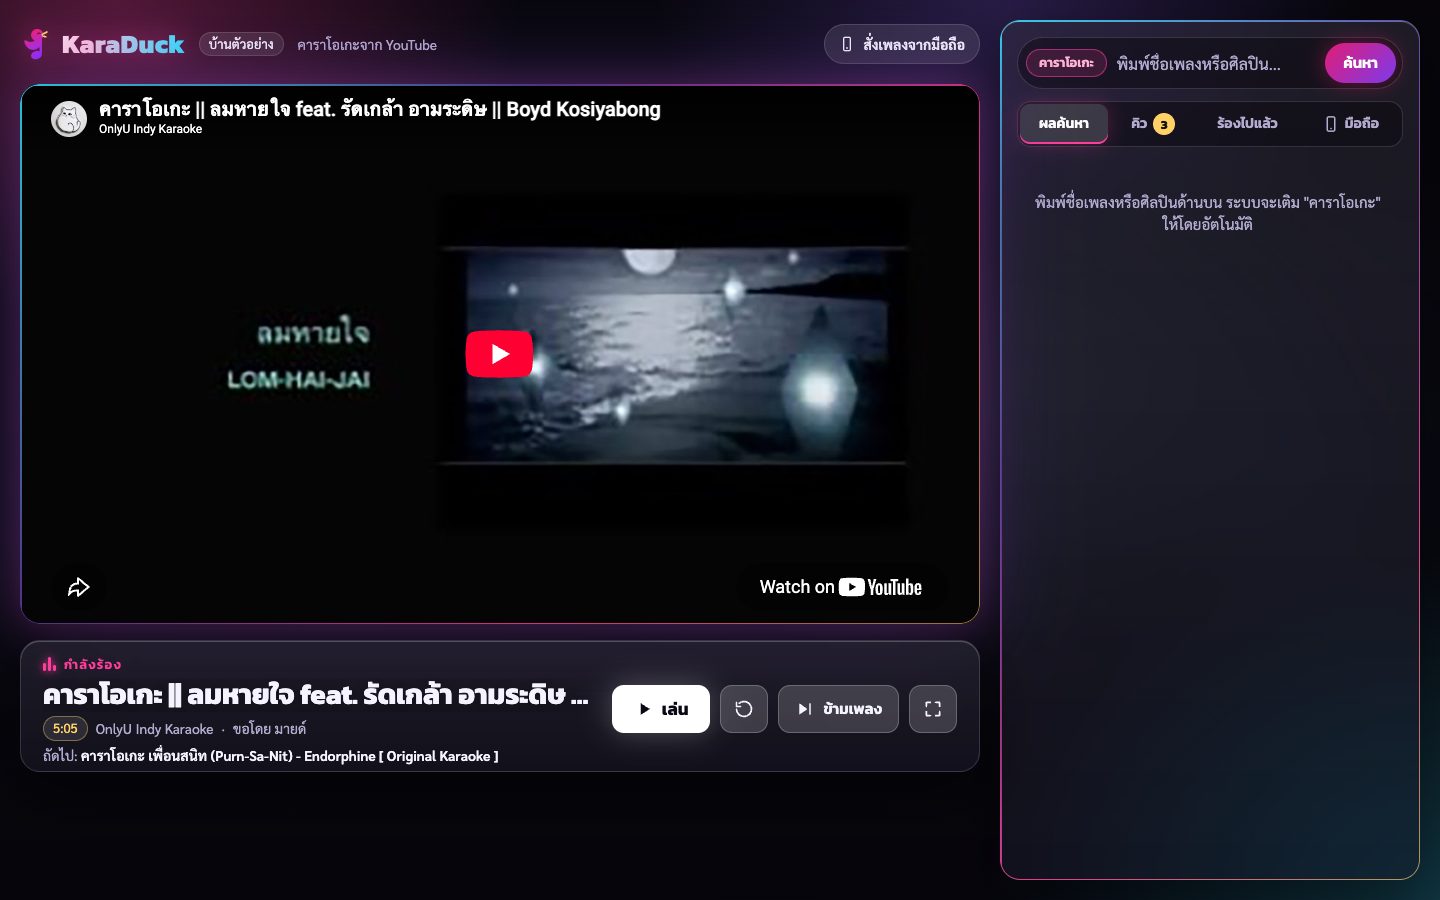 KaraDuck
บ้านตัวอย่าง
คาราโอเกะจาก YouTube
สั่งเพลงจากมือถือ
คาราโอเกะ || ลมหายใจ feat. รัดเกล้า อามระดิษ || Boyd Kosiyabong
OnlyU Indy Karaoke
ลมหายใจ
LOM-HAI-JAI
Watch on YouTube
กำลังร้อง
คาราโอเกะ || ลมหายใจ feat. รัดเกล้า อามระดิษ ...
5:05 OnlyU Indy Karaoke · ขอโดย มายด์
ถัดไป: คาราโอเกะ เพื่อนสนิท (Purn-Sa-Nit) - Endorphine [ Original Karaoke ]
เล่น
ข้ามเพลง
คาราโอเกะ พิมพ์ชื่อเพลงหรือศิลปิน... ค้นหา
ผลค้นหา คิว 3 ร้องไปแล้ว มือถือ
พิมพ์ชื่อเพลงหรือศิลปินด้านบน ระบบจะเติม "คาราโอเกะ"
ให้โดยอัตโนมัติ